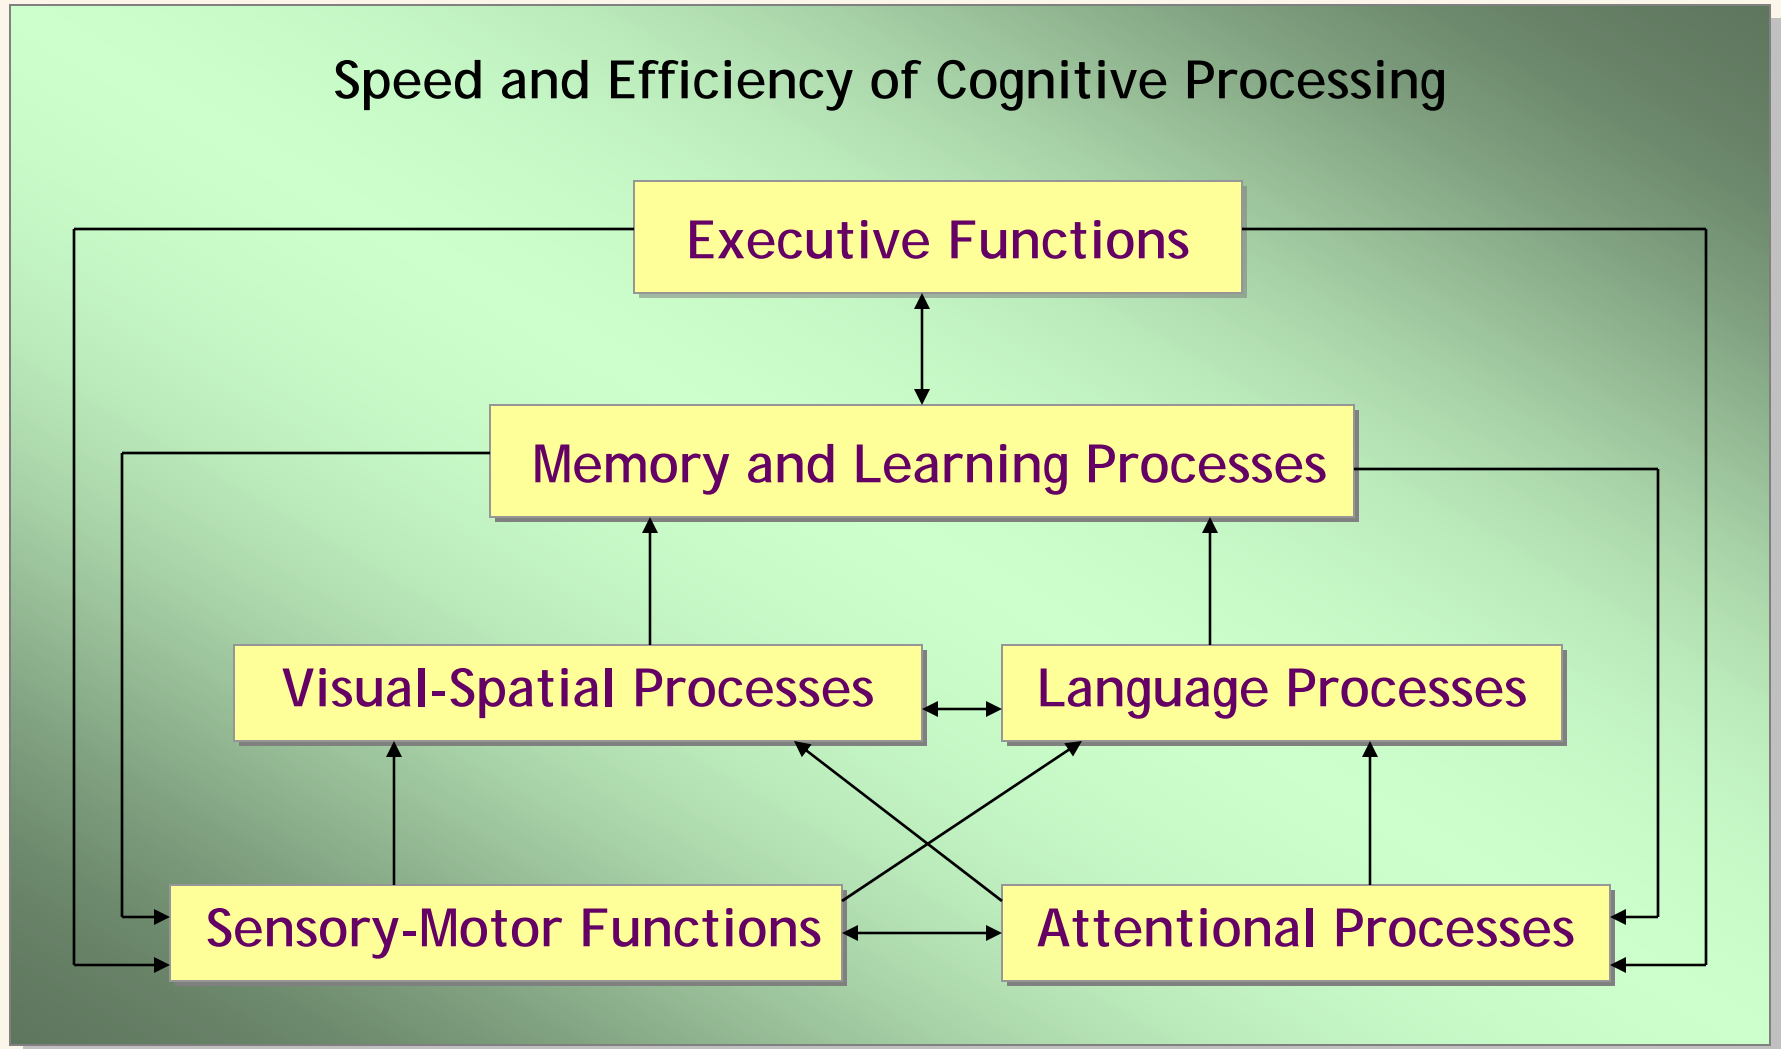 Speed and Efficiency of Cognitive Processing
Executive Functions
Memory and Learning Processes
Visual-Spatial Processes
Language Processes
Sensory-Motor Functions
Attentional Processes